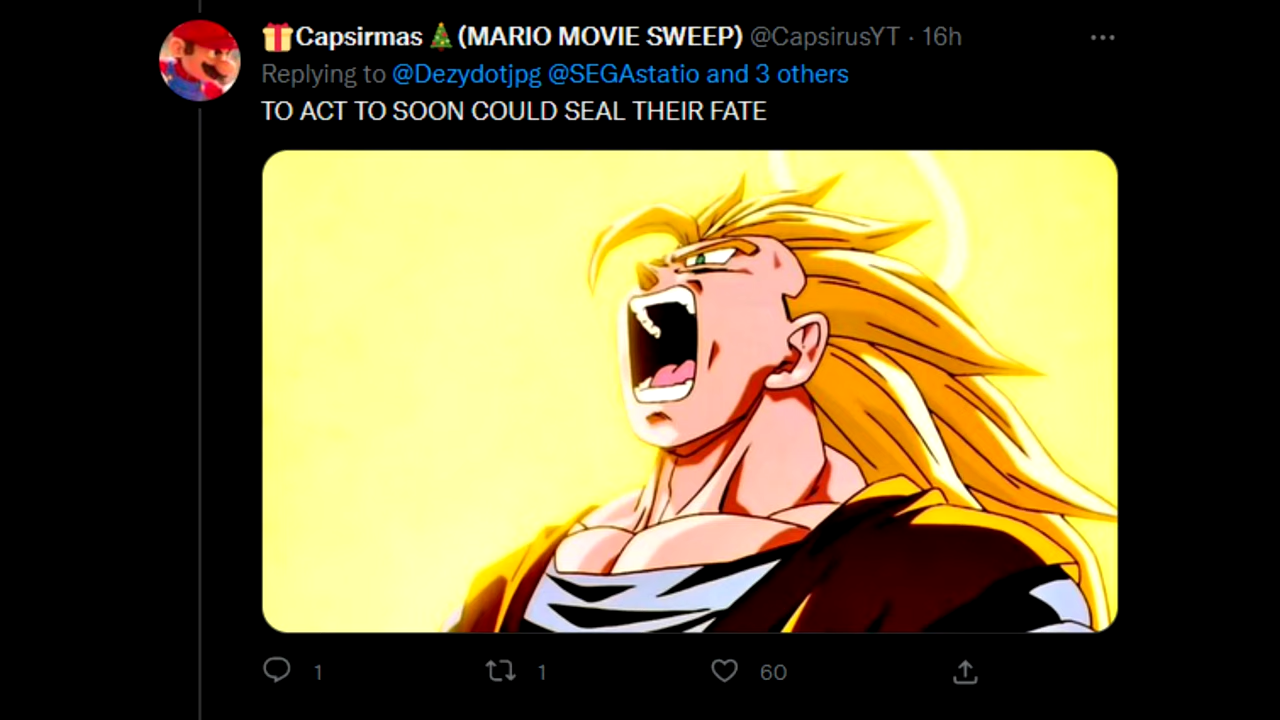 🎁Capsirmas 🎄(MARIO MOVIE SWEEP) @CapsirusYT · 16h
Replying to @Dezydotjpg @SEGAstatio and 3 others
TO ACT TO SOON COULD SEAL THEIR FATE
1 1 60